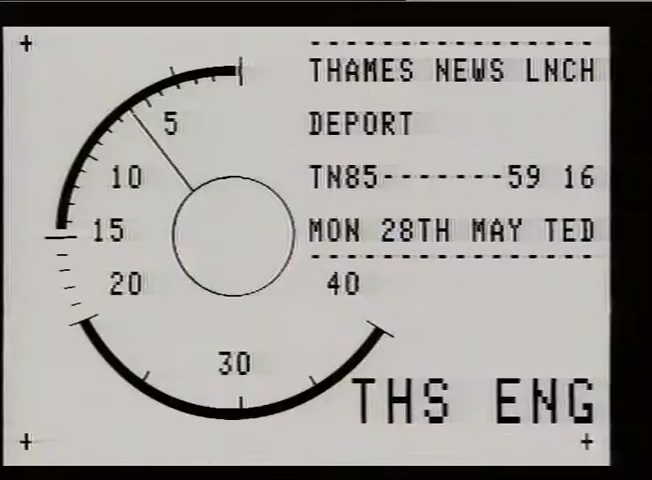 THAMES NEWS LNCH
DEPORT
TN85-------59 16
MON 28TH MAY TED
5
10
15
20
30
40
THS ENG